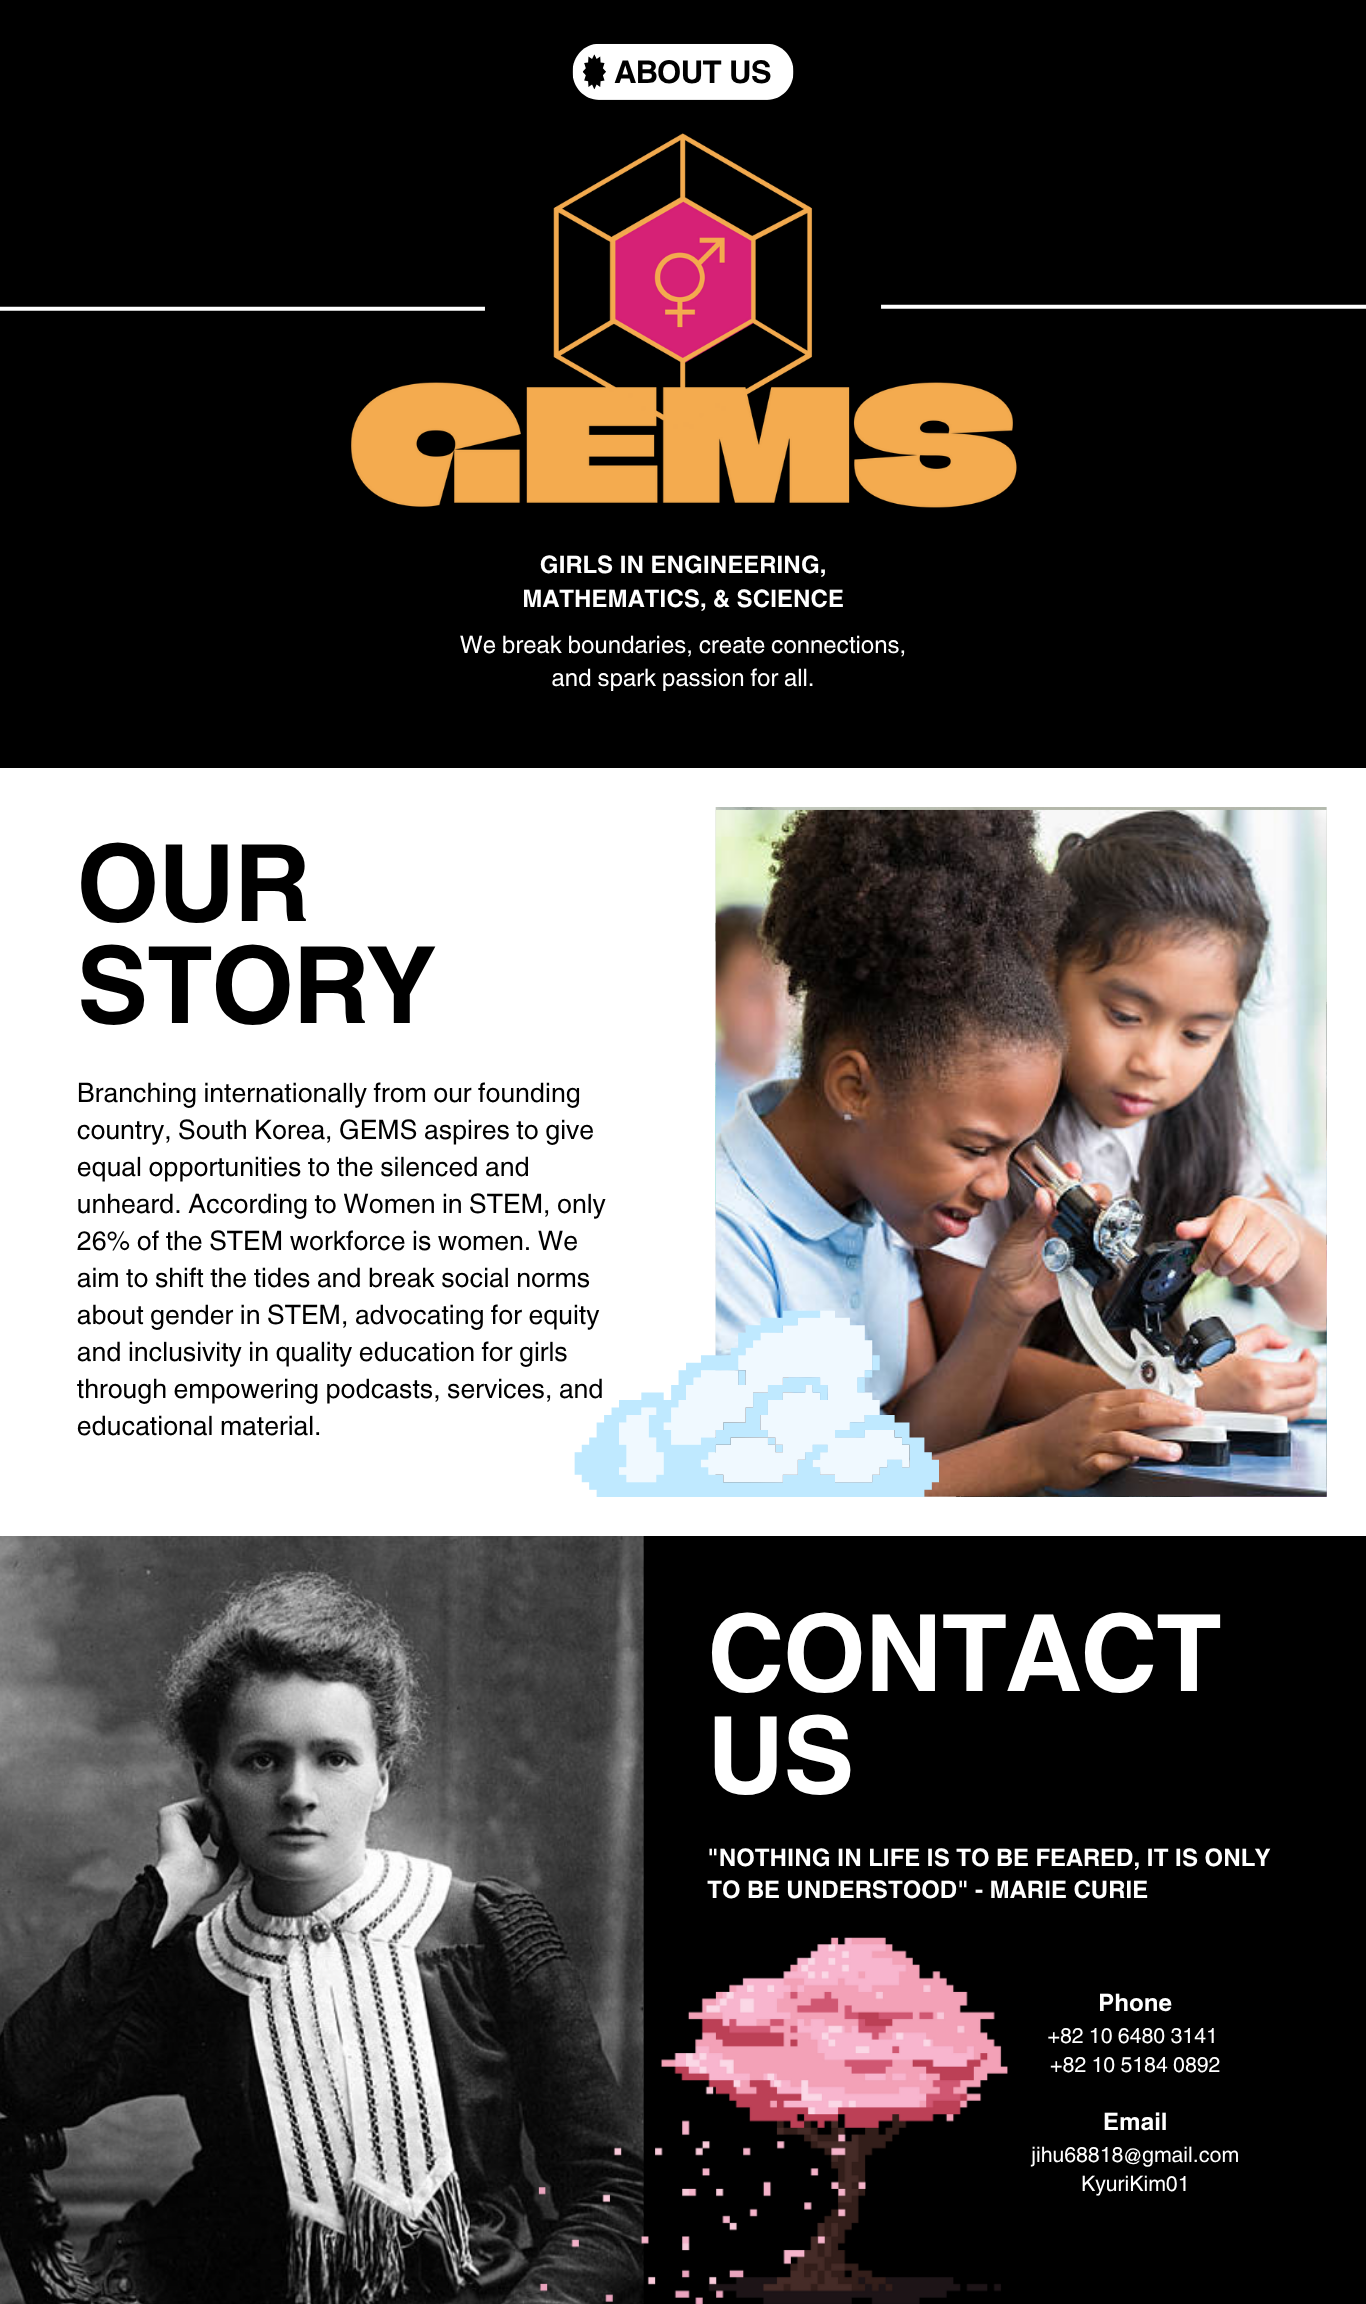 ABOUT US
GEMS
GIRLS IN ENGINEERING,
MATHEMATICS, & SCIENCE
We break boundaries, create connections,
and spark passion for all.
OUR
STORY
Branching internationally from our founding
country, South Korea, GEMS aspires to give
equal opportunities to the silenced and
unheard. According to Women in STEM, only
26% of the STEM workforce is women. We
aim to shift the tides and break social norms
about gender in STEM, advocating for equity
and inclusivity in quality education for girls
through empowering podcasts, services, and
educational material.
CONTACT
US
"NOTHING IN LIFE IS TO BE FEARED, IT IS ONLY
TO BE UNDERSTOOD" - MARIE CURIE
Phone
+82 10 6480 3141
+82 10 5184 0892
Email
jihu68818@gmail.com
KyuriKim01